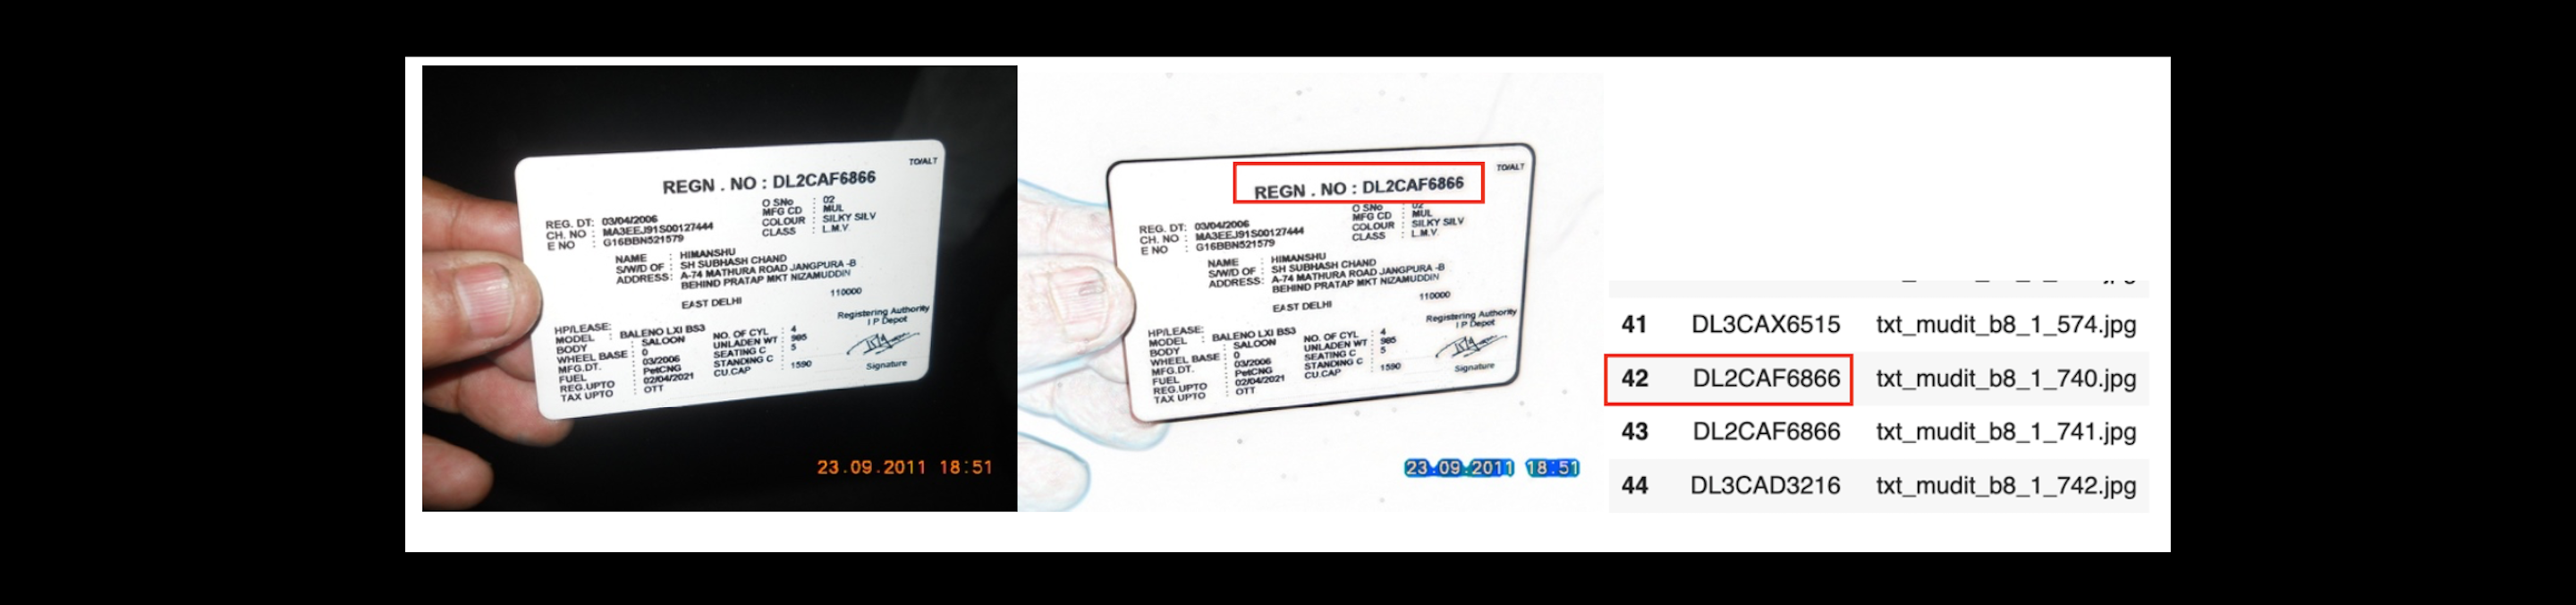 TO/ALT
REGN . NO : DL2CAF6866
REG. DT: 03/04/2006
CH. NO : MA3EEJ91S00127444
E NO : G16BBN521579
O SNo : 02
MFG CD : MUL
COLOUR : SILKY SILV
CLASS : L.M.V.
NAME : HIMANSHU
S/W/D OF : SH SUBHASH CHAND
ADDRESS: A-74 MATHURA ROAD JANGPURA -B
BEHIND PRATAP MKT NIZAMUDDIN
EAST DELHI 110000
Registering Authority
I P Depot
HP/LEASE:
MODEL : BALENO LXI BS3
BODY : SALOON
WHEEL BASE : 0
MFG.DT. : 03/2006
FUEL : PetCNG
REG.UPTO : 02/04/2021
TAX UPTO : OTT
NO. OF CYL : 4
UNLADEN WT : 985
SEATING C : 5
STANDING C :
CU.CAP : 1590
Signature
23.09.2011 18:51
TO/ALT
REGN . NO : DL2CAF6866
REG. DT: 03/04/2006
CH. NO : MA3EEJ91S00127444
E NO : G16BBN521579
O SNo : 02
MFG CD : MUL
COLOUR : SILKY SILV
CLASS : L.M.V.
NAME : HIMANSHU
S/W/D OF : SH SUBHASH CHAND
ADDRESS: A-74 MATHURA ROAD JANGPURA -B
BEHIND PRATAP MKT NIZAMUDDIN
EAST DELHI 110000
Registering Authority
I P Depot
HP/LEASE:
MODEL : BALENO LXI BS3
BODY : SALOON
WHEEL BASE : 0
MFG.DT. : 03/2006
FUEL : PetCNG
REG.UPTO : 02/04/2021
TAX UPTO : OTT
NO. OF CYL : 4
UNLADEN WT : 985
SEATING C : 5
STANDING C :
CU.CAP : 1590
Signature
23.09.2011 18:51
41 DL3CAX6515 txt_mudit_b8_1_574.jpg
42 DL2CAF6866 txt_mudit_b8_1_740.jpg
43 DL2CAF6866 txt_mudit_b8_1_741.jpg
44 DL3CAD3216 txt_mudit_b8_1_742.jpg